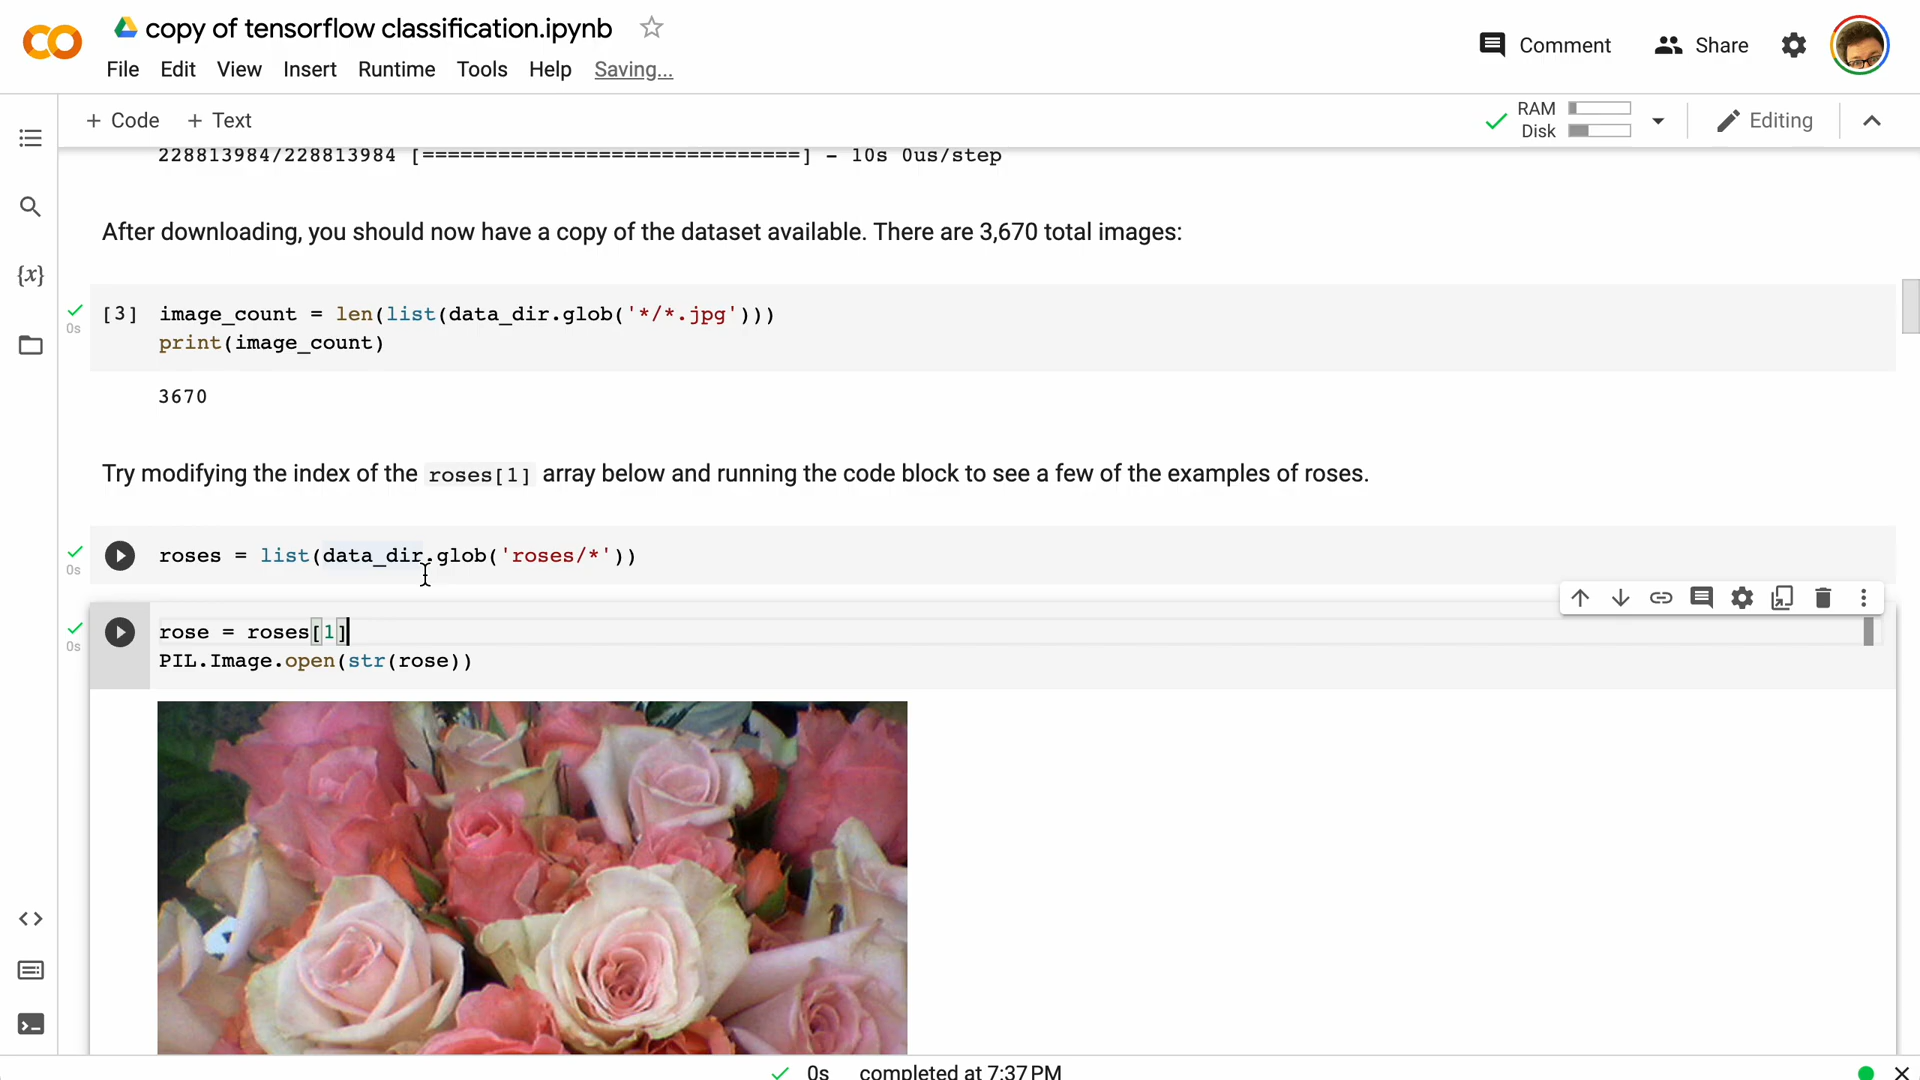 copy of tensorflow classification.ipynb
Comment
Share
File Edit View Insert Runtime Tools Help Saving...
+ Code + Text
RAM
Disk
Editing
228813984/228813984 [==============================] - 10s 0us/step
After downloading, you should now have a copy of the dataset available. There are 3,670 total images:
0s
[3] image_count = len(list(data_dir.glob('*/*.jpg')))
print(image_count)
3670
Try modifying the index of the roses[1] array below and running the code block to see a few of the examples of roses.
0s
roses = list(data_dir.glob('roses/*'))
0s
rose = roses[1]
PIL.Image.open(str(rose))
{x}
0s completed at 7:37 PM